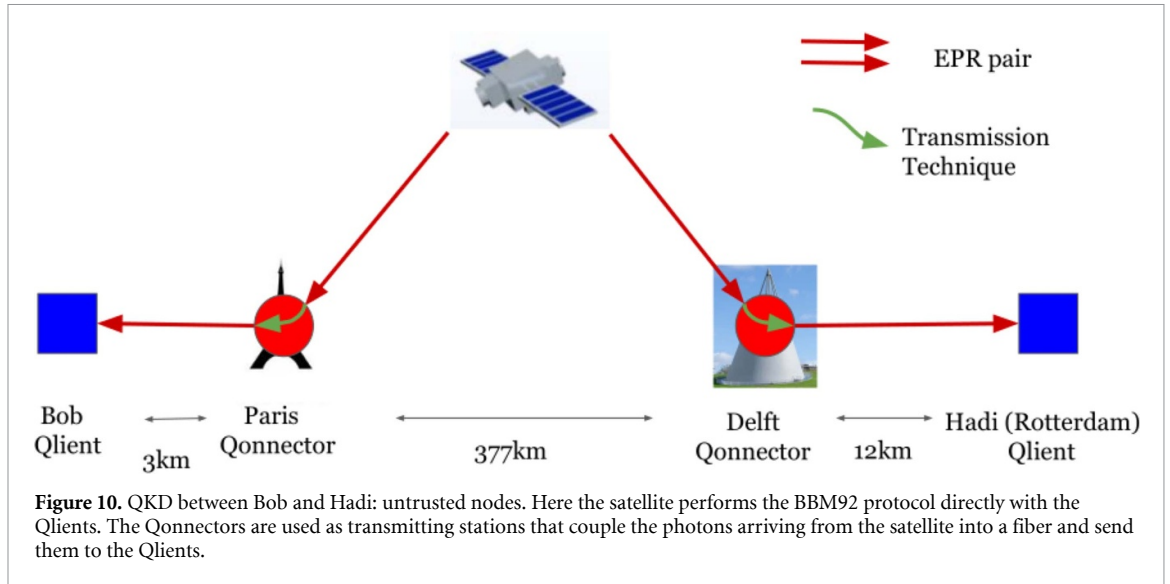 EPR pair
Transmission
Technique
Bob
Qlient
3km
Paris
Qonnector
377km
Delft
Qonnector
12km
Hadi (Rotterdam)
Qlient
Figure 10. QKD between Bob and Hadi: untrusted nodes. Here the satellite performs the BBM92 protocol directly with the
Qlients. The Qonnectors are used as transmitting stations that couple the photons arriving from the satellite into a fiber and send
them to the Qlients.